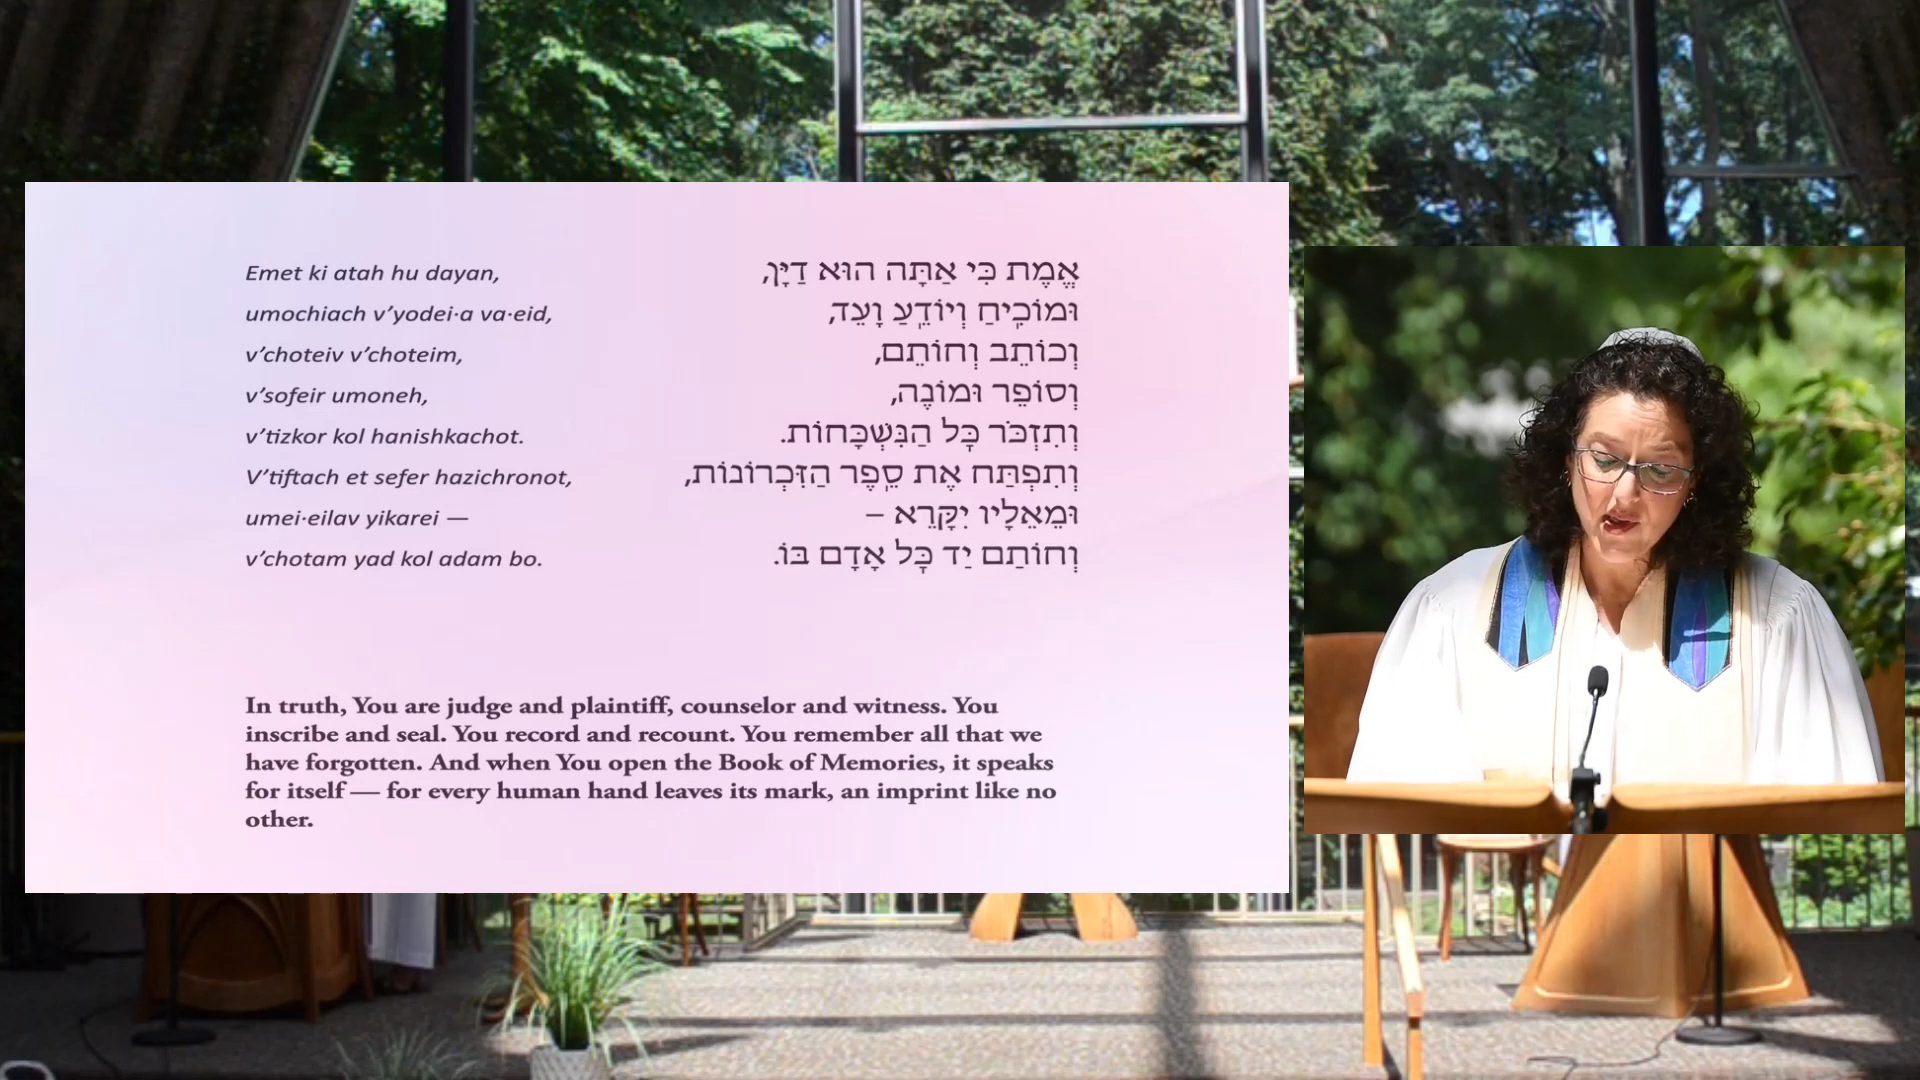 Emet ki atah hu dayan,
umochiach v’yodei·a va·eid,
v’choteiv v’choteim,
v’sofeir umoneh,
v’tizkor kol hanishkachot.
V’tiftach et sefer hazichronot,
umei·eilav yikarei —
v’chotam yad kol adam bo.
אֱמֶת כִּי אַתָּה הוּא דַיָּן,
וּמוֹכִֽיחַ וְיוֹדֵֽעַ וָעֵד,
וְכוֹתֵב וְחוֹתֵם,
וְסוֹפֵר וּמוֹנֶה,
וְתִזְכֹּר כׇּל הַנִּשְׁכָּחוֹת.
וְתִפְתַּח אֶת סֵֽפֶר הַזִּכְרוֹנוֹת,
וּמֵאֵלָיו יִקָּרֵא –
וְחוֹתַם יַד כׇּל אָדָם בּוֹ.
In truth, You are judge and plaintiff, counselor and witness. You
inscribe and seal. You record and recount. You remember all that we
have forgotten. And when You open the Book of Memories, it speaks
for itself — for every human hand leaves its mark, an imprint like no
other.